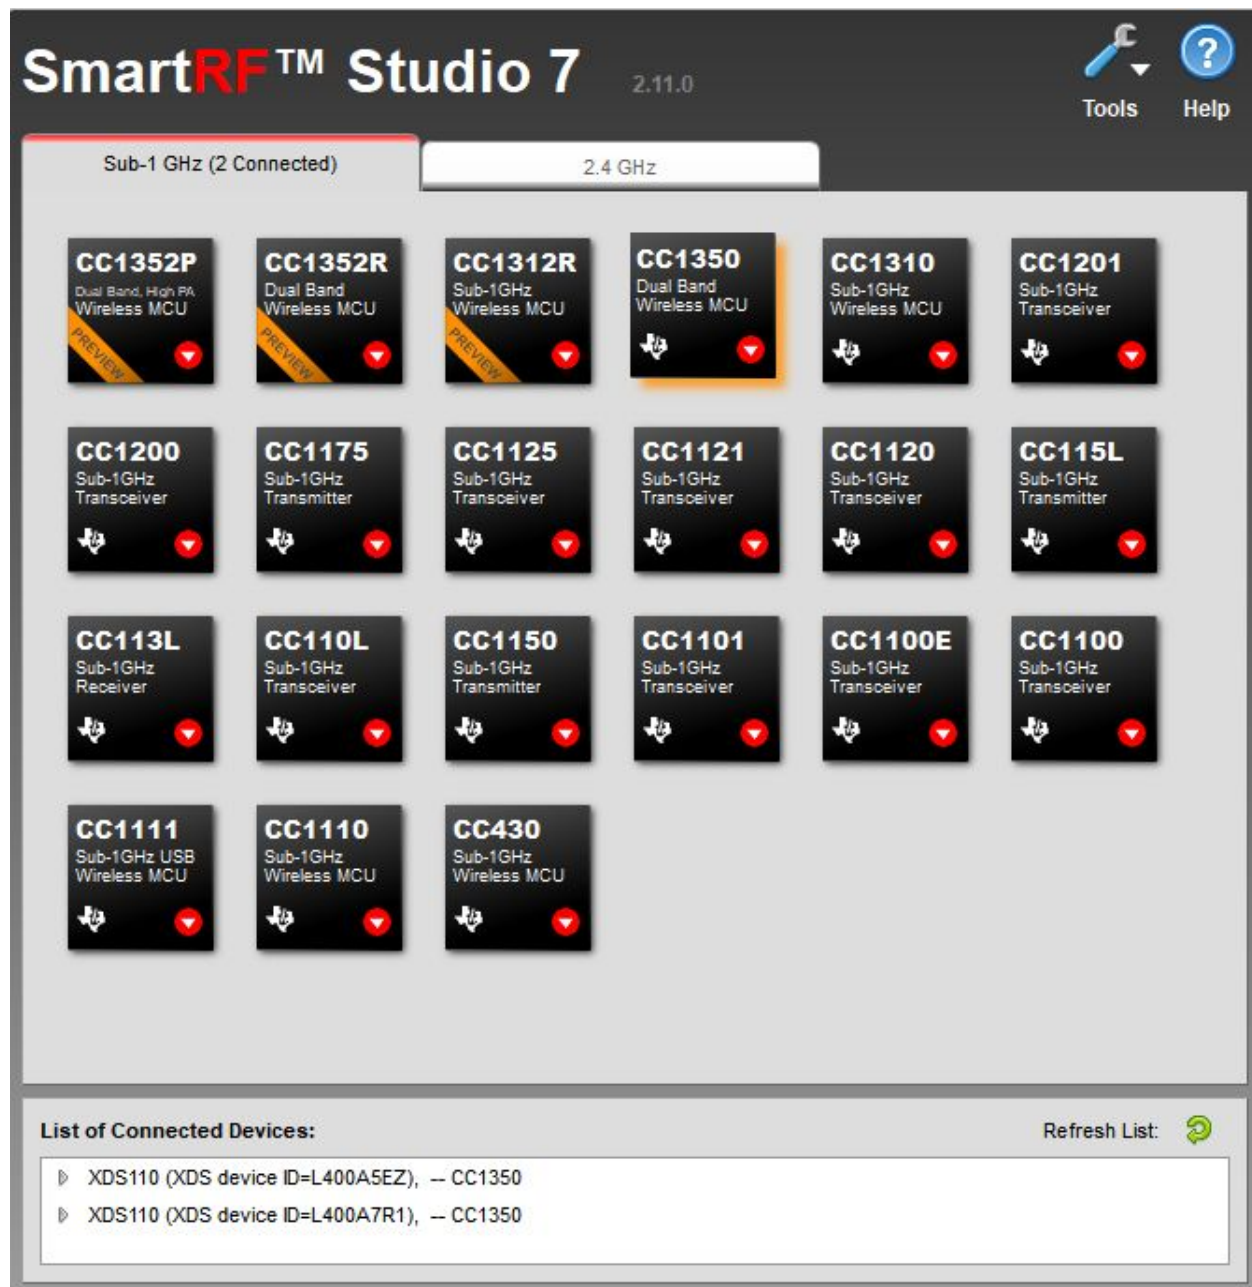 SmartRF™ Studio 7 2.11.0
Tools Help
Sub-1 GHz (2 Connected) 2.4 GHz
CC1352P
Dual Band, High PA
Wireless MCU
PREVIEW
CC1352R
Dual Band
Wireless MCU
PREVIEW
CC1312R
Sub-1GHz
Wireless MCU
PREVIEW
CC1350
Dual Band
Wireless MCU
CC1310
Sub-1GHz
Wireless MCU
CC1201
Sub-1GHz
Transceiver
CC1200
Sub-1GHz
Transceiver
CC1175
Sub-1GHz
Transmitter
CC1125
Sub-1GHz
Transceiver
CC1121
Sub-1GHz
Transceiver
CC1120
Sub-1GHz
Transceiver
CC115L
Sub-1GHz
Transmitter
CC113L
Sub-1GHz
Receiver
CC110L
Sub-1GHz
Transceiver
CC1150
Sub-1GHz
Transmitter
CC1101
Sub-1GHz
Transceiver
CC1100E
Sub-1GHz
Transceiver
CC1100
Sub-1GHz
Transceiver
CC1111
Sub-1GHz USB
Wireless MCU
CC1110
Sub-1GHz
Wireless MCU
CC430
Sub-1GHz
Wireless MCU
List of Connected Devices: Refresh List:
XDS110 (XDS device ID=L400A5EZ), -- CC1350
XDS110 (XDS device ID=L400A7R1), -- CC1350